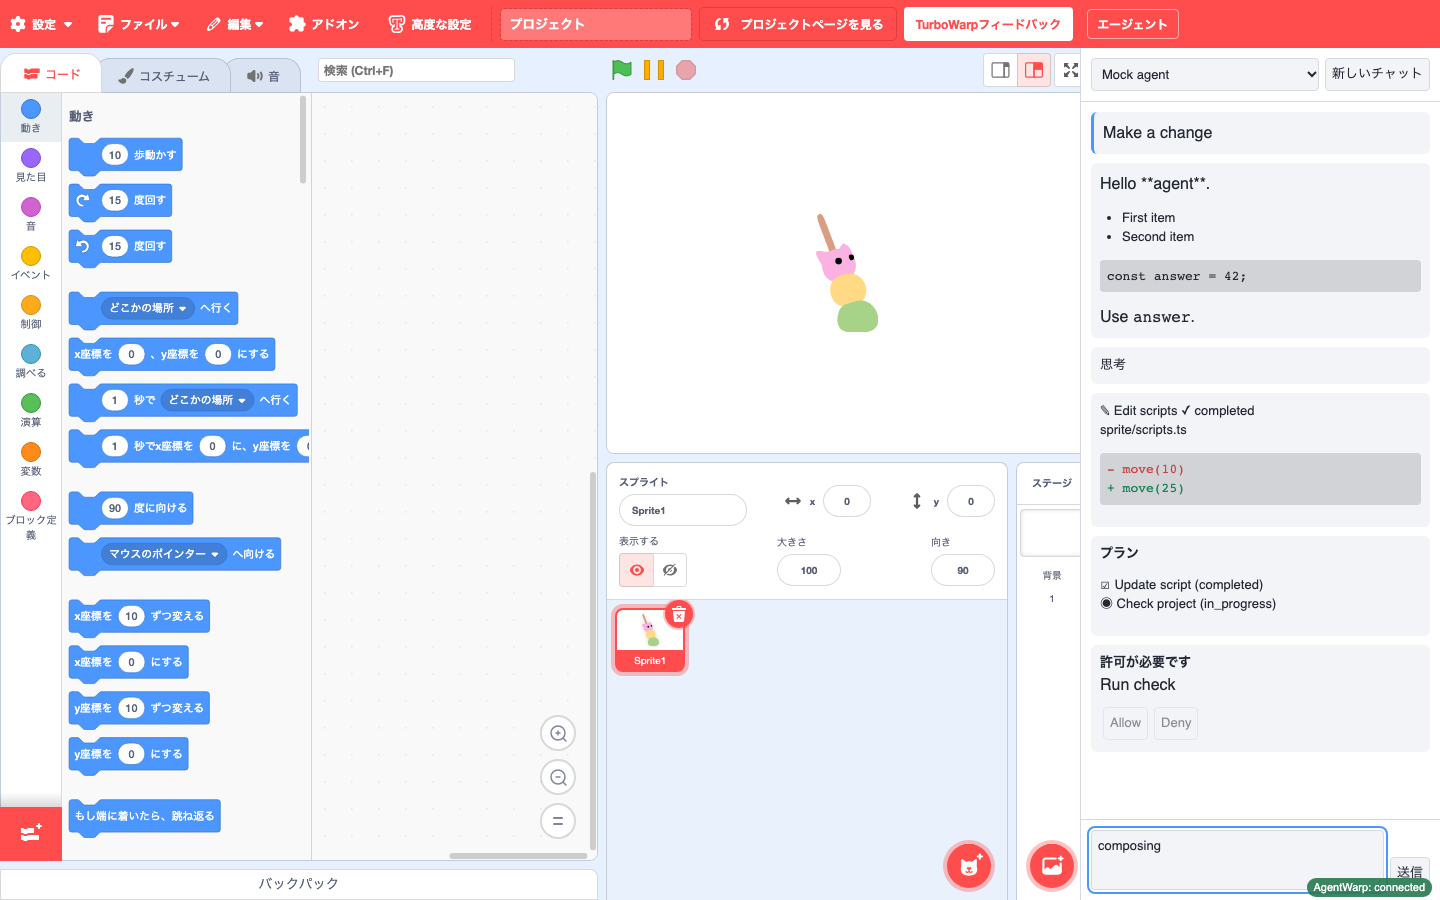 設定
ファイル
編集
アドオン
高度な設定
プロジェクト
プロジェクトページを見る
TurboWarpフィードバック
エージェント
コード
コスチューム
音
検索 (Ctrl+F)
Mock agent
新しいチャット
動き
見た目
音
イベント
制御
調べる
演算
変数
ブロック定義
動き
10 歩動かす
15 度回す
15 度回す
どこかの場所 へ行く
x座標を 0 、y座標を 0 にする
1 秒で どこかの場所 へ行く
1 秒でx座標を 0 に、y座標を
90 度に向ける
マウスのポインター へ向ける
x座標を 10 ずつ変える
x座標を 0 にする
y座標を 10 ずつ変える
y座標を 0 にする
もし端に着いたら、跳ね返る
バックパック
スプライト
Sprite1
x 0
y 0
表示する
大きさ
100
向き
90
Sprite1
ステージ
背景
1
Make a change
Hello **agent**.
• First item
• Second item
const answer = 42;
Use answer.
思考
✎ Edit scripts ✓ completed
sprite/scripts.ts
- move(10)
+ move(25)
プラン
☑ Update script (completed)
◉ Check project (in_progress)
許可が必要です
Run check
Allow
Deny
composing
送信
AgentWarp: connected